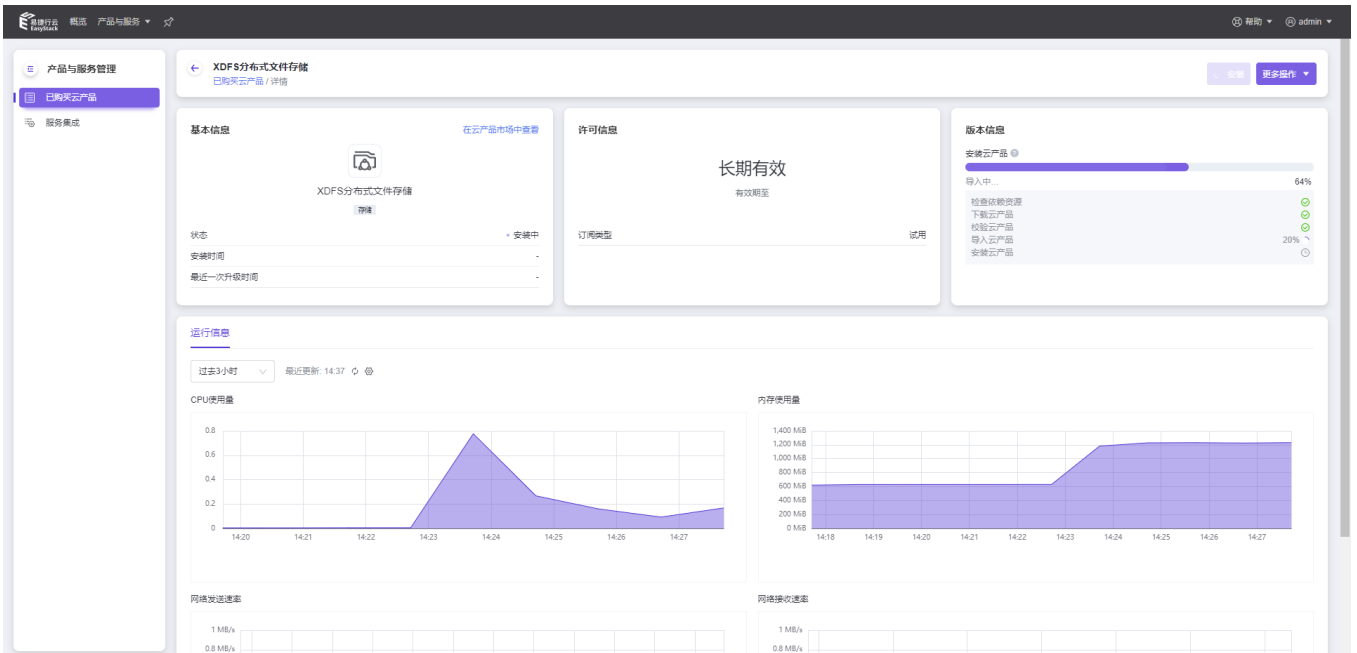 易捷行云 EasyStack 概览 产品与服务 帮助 admin
产品与服务管理
已购买云产品
服务集成
XDFS分布式文件存储
已购买云产品 / 详情
安装 更多操作
基本信息 在云产品市场中查看
XDFS分布式文件存储
存储
状态 安装中
安装时间 -
最近一次升级时间 -
许可信息
长期有效
有效期至
订阅类型 试用
版本信息
安装云产品
导入中... 64%
检查依赖资源
下载云产品
校验云产品
导入云产品 20%
安装云产品
运行信息
过去3小时 最近更新: 14:37
CPU使用量
0.8
0.6
0.4
0.2
0
14:20 14:21 14:22 14:23 14:24 14:25 14:26 14:27
内存使用量
1,400 MiB
1,200 MiB
1,000 MiB
800 MiB
600 MiB
400 MiB
200 MiB
0 MiB
14:18 14:19 14:20 14:21 14:22 14:23 14:24 14:25 14:26 14:27
网络发送速率
1 MB/s
0.8 MB/s
网络接收速率
1 MB/s
0.8 MB/s